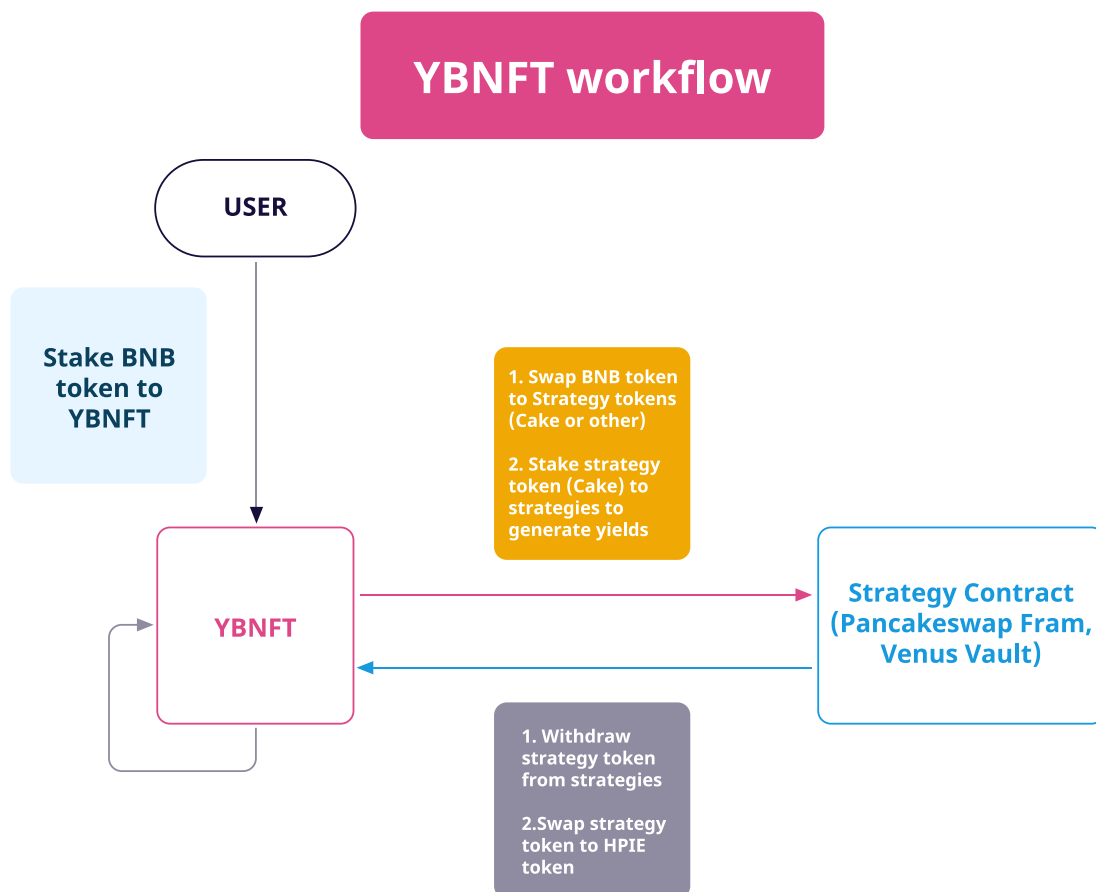 YBNFT workflow
USER
Stake BNB
token to
YBNFT
1. Swap BNB token
to Strategy tokens
(Cake or other)
2. Stake strategy
token (Cake) to
strategies to
generate yields
YBNFT
Strategy Contract
(Pancakeswap Fram,
Venus Vault)
1. Withdraw
strategy token
from strategies
2.Swap strategy
token to HPIE
token